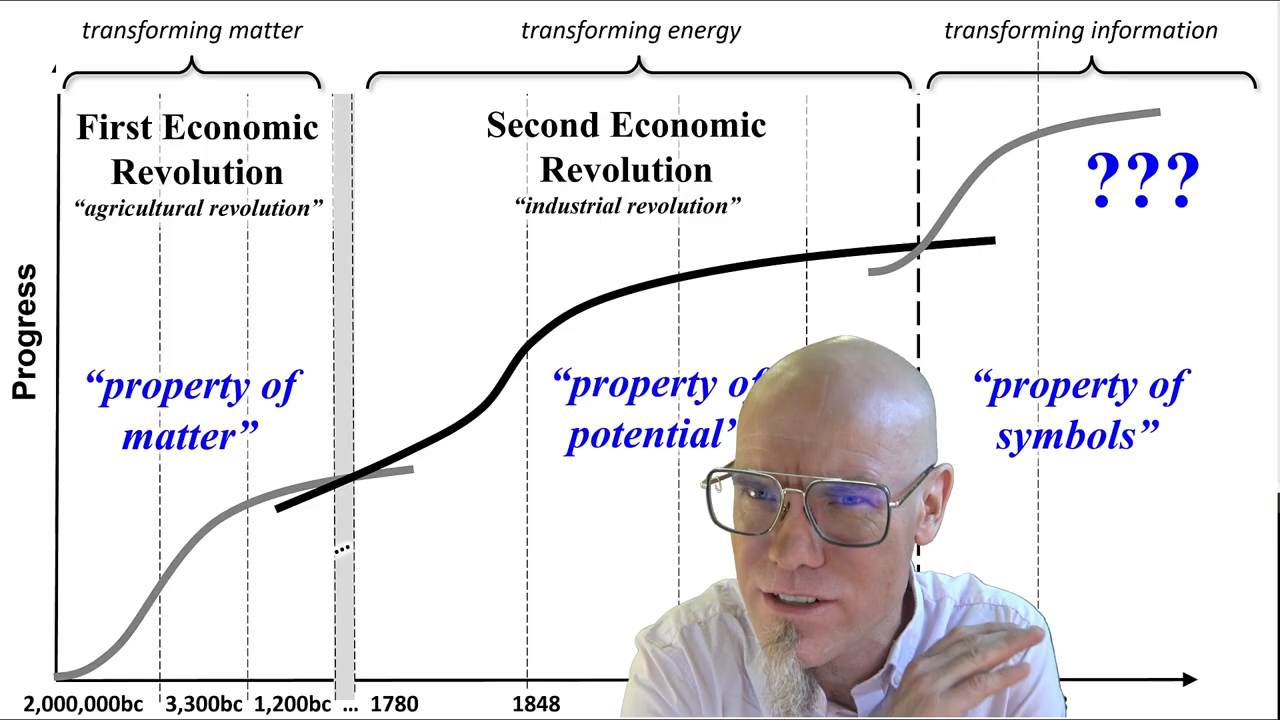 transforming matter
transforming energy
transforming information
First Economic
Revolution
“agricultural revolution”
Second Economic
Revolution
“industrial revolution”
???
Progress
“property of
matter”
“property of
potential”
“property of
symbols”
...
2,000,000bc 3,300bc 1,200bc ... 1780 1848